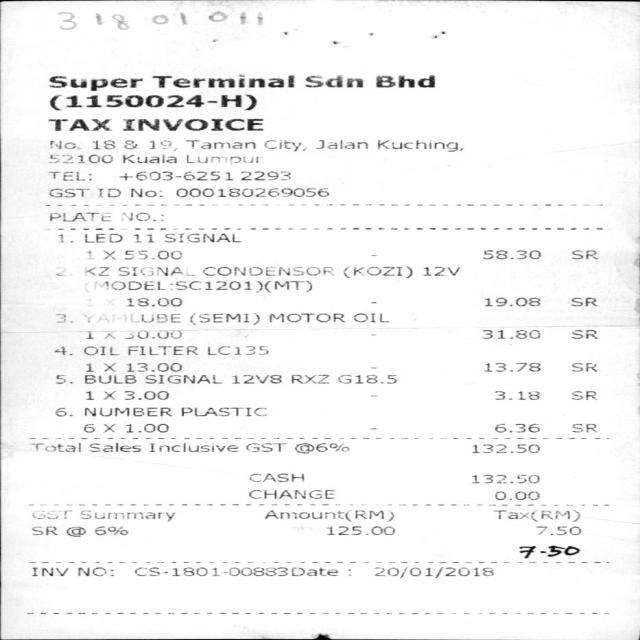 3 18 01 011
Super Terminal Sdn Bhd
(1150024-H)
TAX INVOICE
No. 18 & 19, Taman City, Jalan Kuching,
52100 Kuala Lumpur
TEL: +603-6251 2293
GST ID No: 000180269056
PLATE NO.:
1. LED 11 SIGNAL
1 X 55.00 - 58.30 SR
2. KZ SIGNAL CONDENSOR (KOZI) 12V
(MODEL:SC1201)(MT)
1 X 18.00 - 19.08 SR
3. YAMLUBE (SEMI) MOTOR OIL
1 X 30.00 - 31.80 SR
4. OIL FILTER LC135
1 X 13.00 - 13.78 SR
5. BULB SIGNAL 12V8 RXZ G18.5
1 X 3.00 - 3.18 SR
6. NUMBER PLASTIC
6 X 1.00 - 6.36 SR
Total Sales Inclusive GST @6% 132.50
CASH 132.50
CHANGE 0.00
GST Summary Amount(RM) Tax(RM)
SR @ 6% 125.00 7.50
7-50
INV NO: CS-1801-00883Date : 20/01/2018